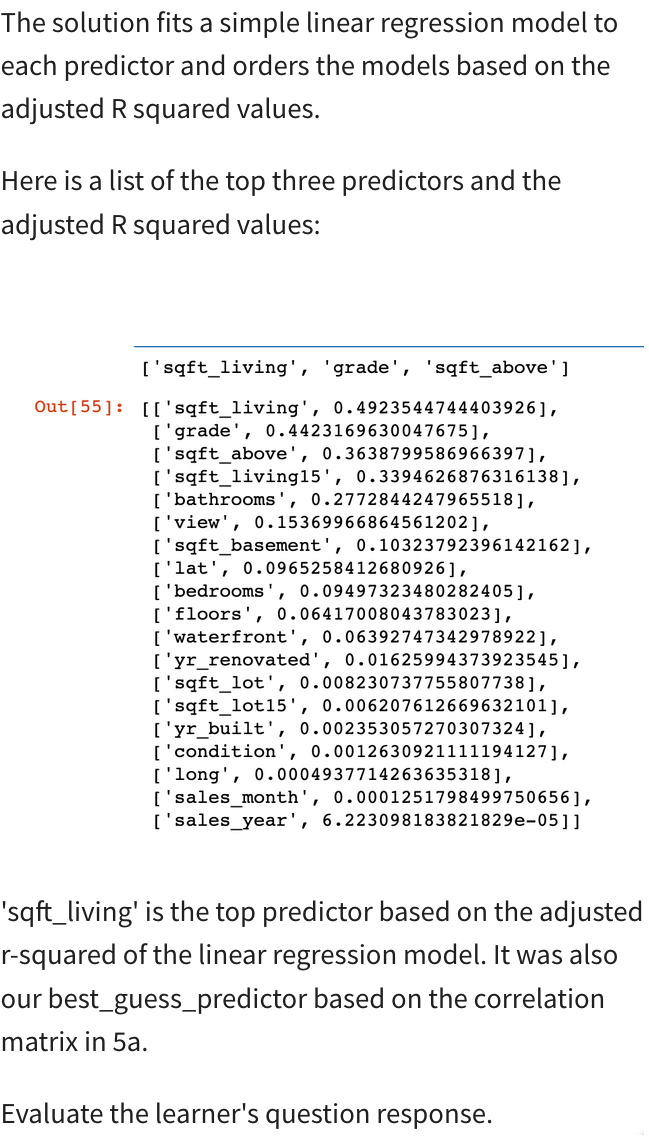 The solution fits a simple linear regression model to
each predictor and orders the models based on the
adjusted R squared values.
Here is a list of the top three predictors and the
adjusted R squared values:
['sqft_living', 'grade', 'sqft_above']
Out[55]: [['sqft_living', 0.4923544744403926],
['grade', 0.4423169630047675],
['sqft_above', 0.3638799586966397],
['sqft_living15', 0.3394626876316138],
['bathrooms', 0.2772844247965518],
['view', 0.15369966864561202],
['sqft_basement', 0.10323792396142162],
['lat', 0.0965258412680926],
['bedrooms', 0.09497323480282405],
['floors', 0.06417008043783023],
['waterfront', 0.06392747342978922],
['yr_renovated', 0.01625994373923545],
['sqft_lot', 0.008230737755807738],
['sqft_lot15', 0.006207612669632101],
['yr_built', 0.002353057270307324],
['condition', 0.0012630921111194127],
['long', 0.0004937714263635318],
['sales_month', 0.0001251798499750656],
['sales_year', 6.223098183821829e-05]]
'sqft_living' is the top predictor based on the adjusted
r-squared of the linear regression model. It was also
our best_guess_predictor based on the correlation
matrix in 5a.
Evaluate the learner's question response.